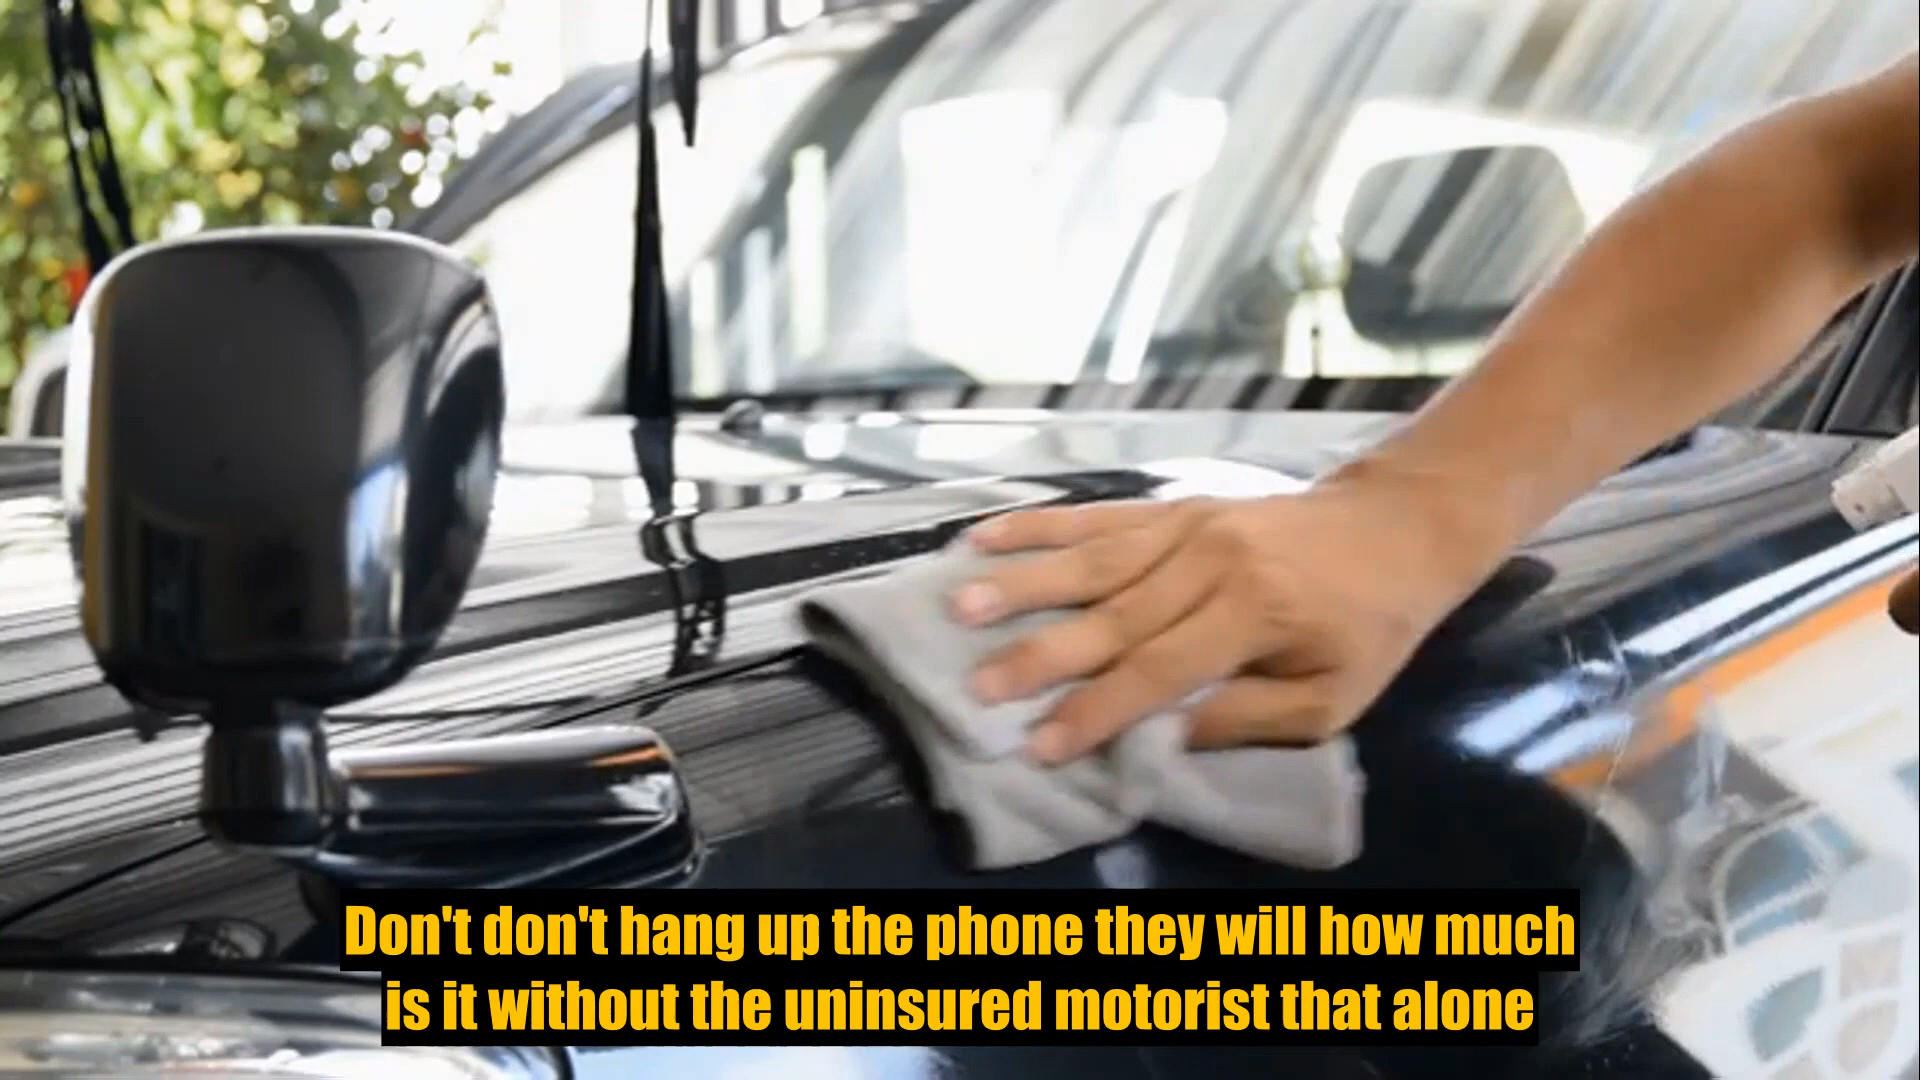 Don't don't hang up the phone they will how much
is it without the uninsured motorist that alone